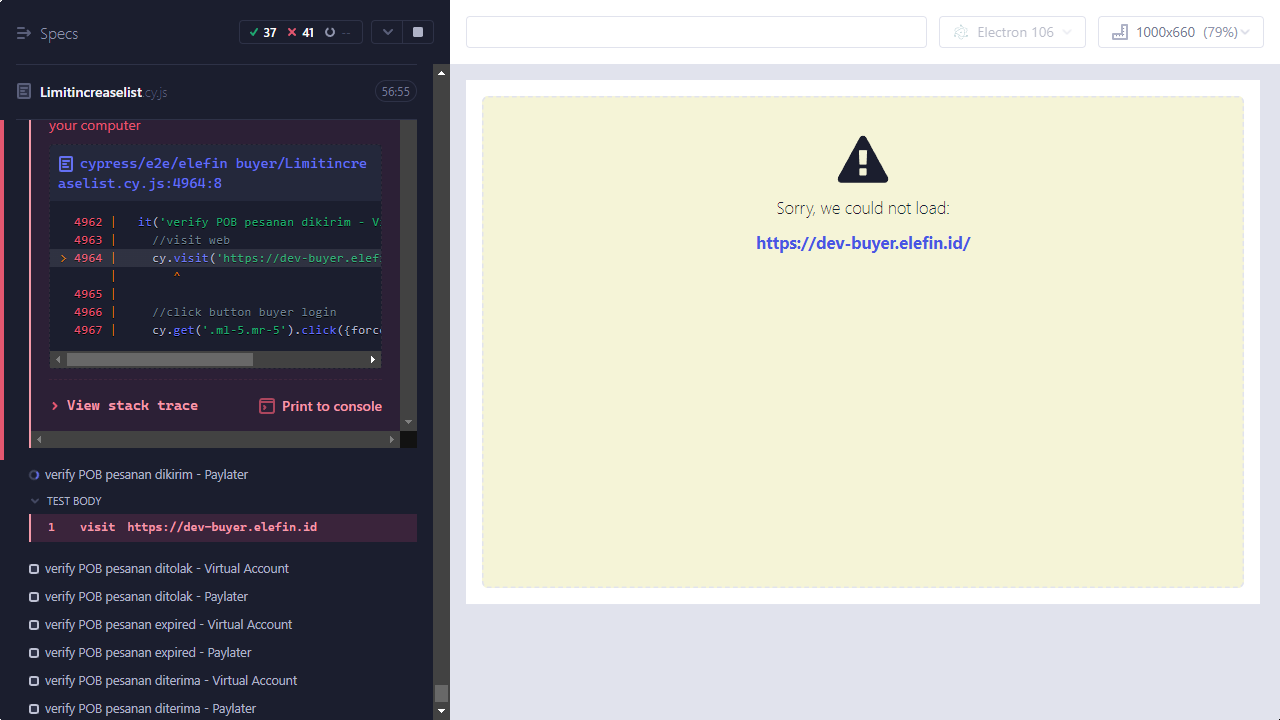 Specs
37 41 --
Electron 106
1000x660 (79%)
Limitincreaselist.cy.js
56:55
your computer
cypress/e2e/elefin buyer/Limitincre
aselist.cy.js:4964:8
4962 | it('verify POB pesanan dikirim - V
4963 | //visit web
> 4964 | cy.visit('https://dev-buyer.elef
| ^
4965 |
4966 | //click button buyer login
4967 | cy.get('.ml-5.mr-5').click({forc
> View stack trace
Print to console
verify POB pesanan dikirim - Paylater
TEST BODY
1 visit https://dev-buyer.elefin.id
verify POB pesanan ditolak - Virtual Account
verify POB pesanan ditolak - Paylater
verify POB pesanan expired - Virtual Account
verify POB pesanan expired - Paylater
verify POB pesanan diterima - Virtual Account
verify POB pesanan diterima - Paylater
Sorry, we could not load:
https://dev-buyer.elefin.id/